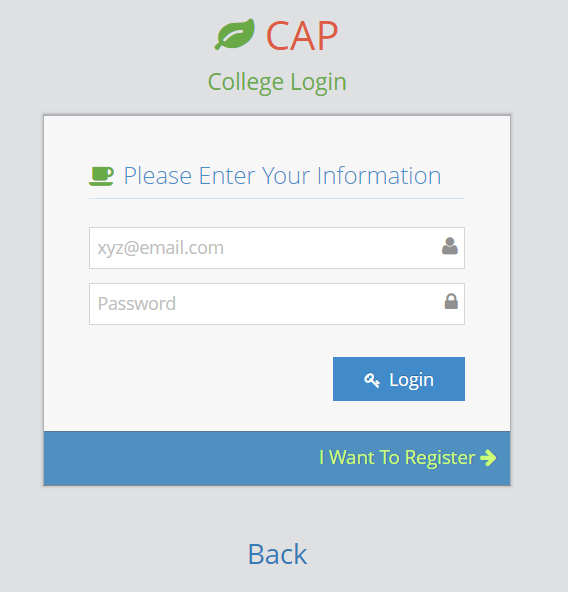 CAP
College Login
Please Enter Your Information
xyz@email.com
Password
Login
I Want To Register
Back